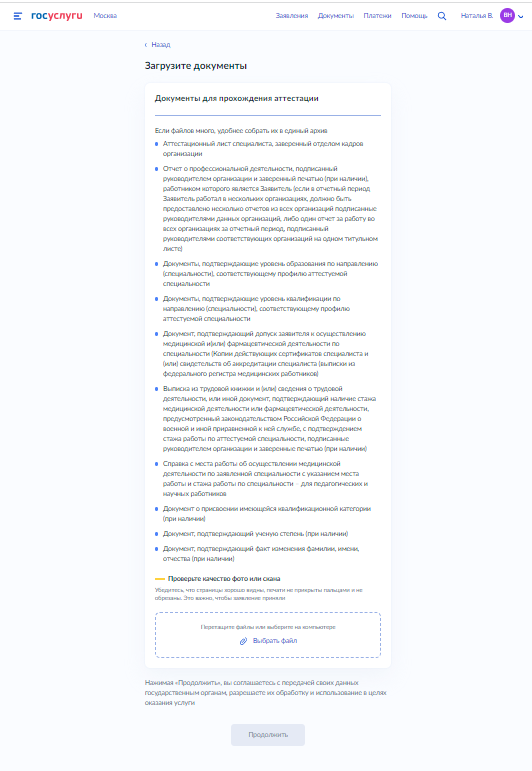 госуслуги Москва Заявления Документы Платежи Помощь Наталья В. ВН
Назад
Загрузите документы
Документы для прохождения аттестации
Если файлов много, удобнее собрать их в единый архив
Аттестационный лист специалиста, заверенный отделом кадров
организации
Отчет о профессиональной деятельности, подписанный
руководителем организации и заверенный печатью (при наличии),
работником которого является Заявитель (если в отчетный период
Заявитель работал в нескольких организациях, должно быть
предоставлено несколько отчетов из всех организаций подписанные
руководителями данных организаций, либо один отчет за работу во
всех организациях за отчетный период, подписанный
руководителями соответствующих организаций на одном титульном
листе)
Документы, подтверждающие уровень образования по направлению
(специальности), соответствующему профилю аттестуемой
специальности
Документы, подтверждающие уровень квалификации по
направлению (специальности), соответствующему профилю
аттестуемой специальности
Документ, подтверждающий допуск заявителя к осуществлению
медицинской и(или) фармацевтической деятельности по
специальности (Копии действующих сертификатов специалиста и
(или) свидетельств об аккредитации специалиста (выписки из
федерального регистра медицинских работников)
Выписка из трудовой книжки и (или) сведения о трудовой
деятельности, или иной документ, подтверждающий наличие стажа
медицинской деятельности или фармацевтической деятельности,
предусмотренный законодательством Российской Федерации о
военной и иной приравненной к ней службе, с подтверждением
стажа работы по аттестуемой специальности, подписанные
руководителем организации и заверенные печатью (при наличии)
Справка с места работы об осуществлении медицинской
деятельности по заявленной специальности с указанием места
работы и стажа работы по специальности – для педагогических и
научных работников
Документ о присвоении имеющейся квалификационной категории
(при наличии)
Документ, подтверждающий ученую степень (при наличии)
Документ, подтверждающий факт изменения фамилии, имени,
отчества (при наличии)
Проверьте качество фото или скана
Убедитесь, что страницы хорошо видны, печати не прикрыты пальцами и не
обрезаны. Это важно, чтобы заявление приняли
Перетащите файлы или выберите на компьютере
Выбрать файл
Нажимая «Продолжить», вы соглашаетесь с передачей своих данных
государственным органам, разрешаете их обработку и использование в целях
оказания услуги
Продолжить